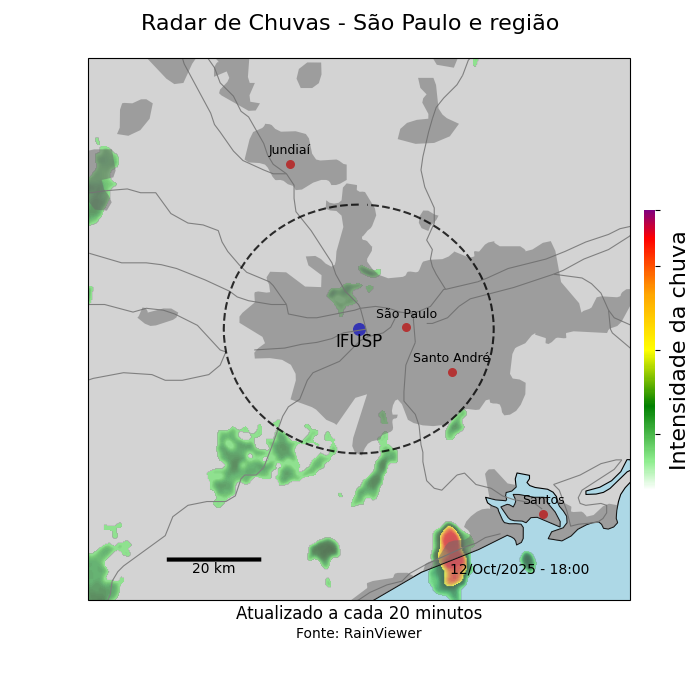 Radar de Chuvas - São Paulo e região
Jundiaí
São Paulo
IFUSP
Santo André
Santos
20 km
12/Oct/2025 - 18:00
Intensidade da chuva
Atualizado a cada 20 minutos
Fonte: RainViewer